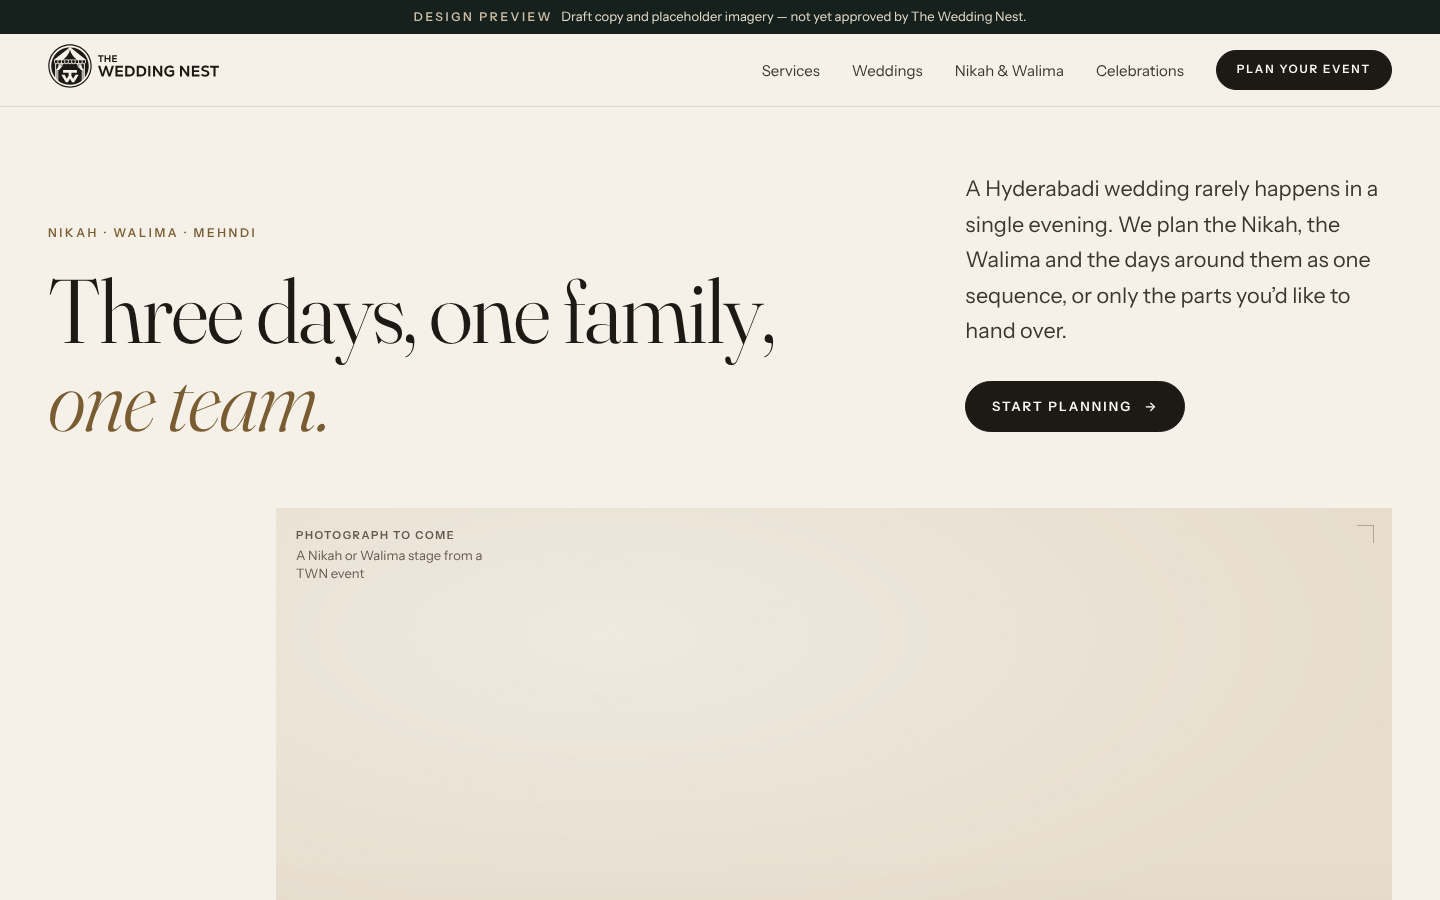 DESIGN PREVIEW Draft copy and placeholder imagery — not yet approved by The Wedding Nest.
THE
WEDDING NEST
Services Weddings Nikah & Walima Celebrations PLAN YOUR EVENT
NIKAH · WALIMA · MEHNDI
Three days, one family,
one team.
A Hyderabadi wedding rarely happens in a
single evening. We plan the Nikah, the
Walima and the days around them as one
sequence, or only the parts you’d like to
hand over.
START PLANNING →
PHOTOGRAPH TO COME
A Nikah or Walima stage from a
TWN event